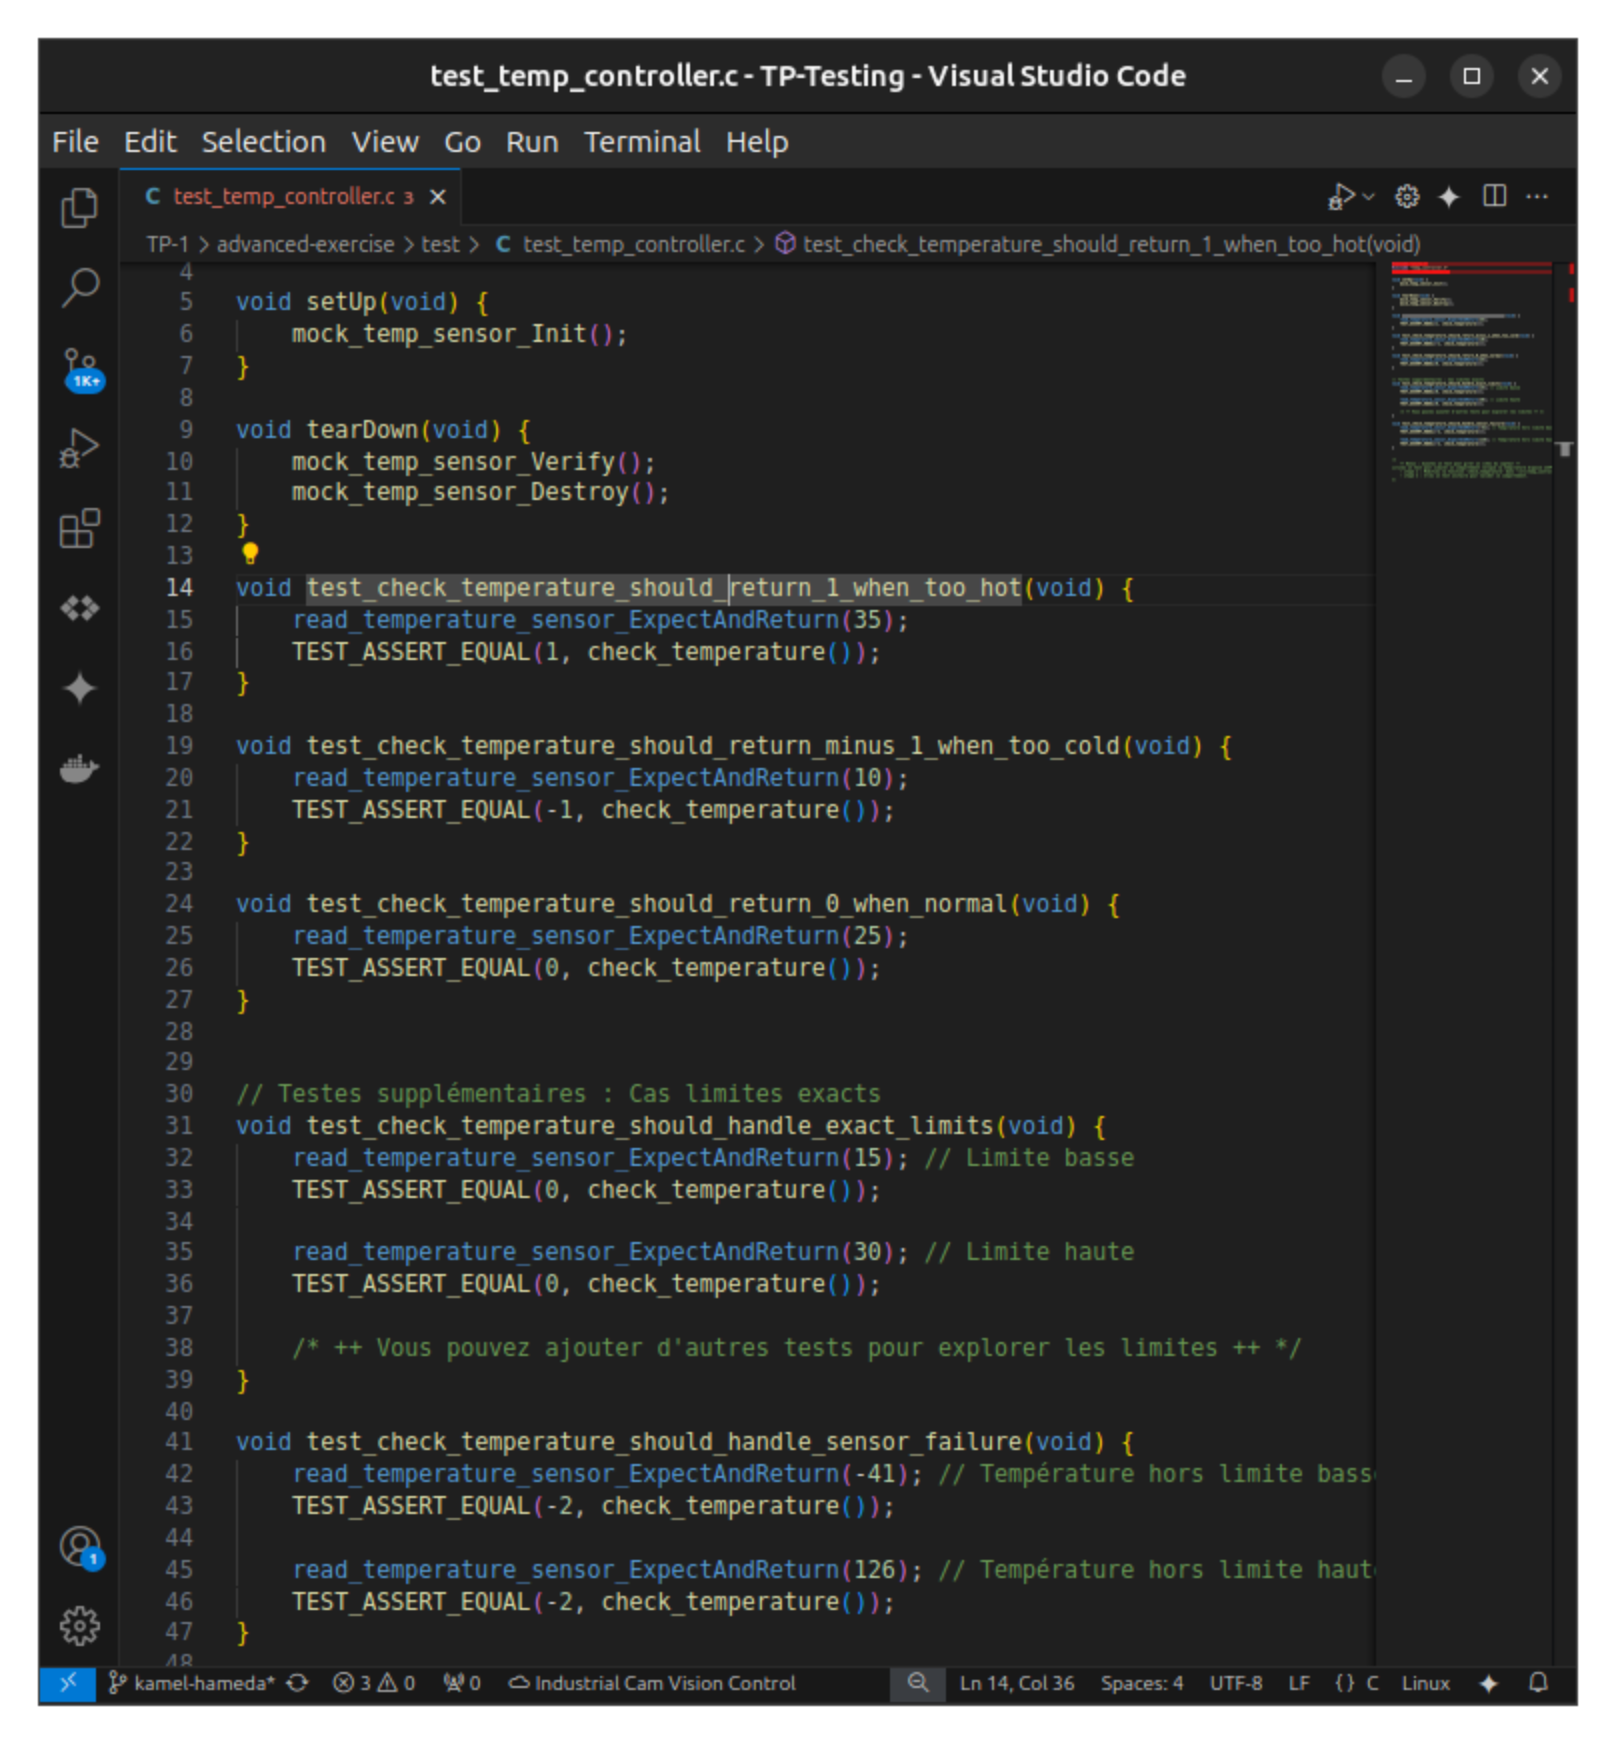 test_temp_controller.c - TP-Testing - Visual Studio Code
File Edit Selection View Go Run Terminal Help
C test_temp_controller.c 3
TP-1 > advanced-exercise > test > C test_temp_controller.c > test_check_temperature_should_return_1_when_too_hot(void)
4
5 void setUp(void) {
6 mock_temp_sensor_Init();
7 }
8
9 void tearDown(void) {
10 mock_temp_sensor_Verify();
11 mock_temp_sensor_Destroy();
12 }
13
14 void test_check_temperature_should_return_1_when_too_hot(void) {
15 read_temperature_sensor_ExpectAndReturn(35);
16 TEST_ASSERT_EQUAL(1, check_temperature());
17 }
18
19 void test_check_temperature_should_return_minus_1_when_too_cold(void) {
20 read_temperature_sensor_ExpectAndReturn(10);
21 TEST_ASSERT_EQUAL(-1, check_temperature());
22 }
23
24 void test_check_temperature_should_return_0_when_normal(void) {
25 read_temperature_sensor_ExpectAndReturn(25);
26 TEST_ASSERT_EQUAL(0, check_temperature());
27 }
28
29
30 // Testes supplémentaires : Cas limites exacts
31 void test_check_temperature_should_handle_exact_limits(void) {
32 read_temperature_sensor_ExpectAndReturn(15); // Limite basse
33 TEST_ASSERT_EQUAL(0, check_temperature());
34
35 read_temperature_sensor_ExpectAndReturn(30); // Limite haute
36 TEST_ASSERT_EQUAL(0, check_temperature());
37
38 /* ++ Vous pouvez ajouter d'autres tests pour explorer les limites ++ */
39 }
40
41 void test_check_temperature_should_handle_sensor_failure(void) {
42 read_temperature_sensor_ExpectAndReturn(-41); // Température hors limite bass
43 TEST_ASSERT_EQUAL(-2, check_temperature());
44
45 read_temperature_sensor_ExpectAndReturn(126); // Température hors limite haut
46 TEST_ASSERT_EQUAL(-2, check_temperature());
47 }
48
1K+
1
kamel-hameda* 3 0 0 Industrial Cam Vision Control Ln 14, Col 36 Spaces: 4 UTF-8 LF {} C Linux